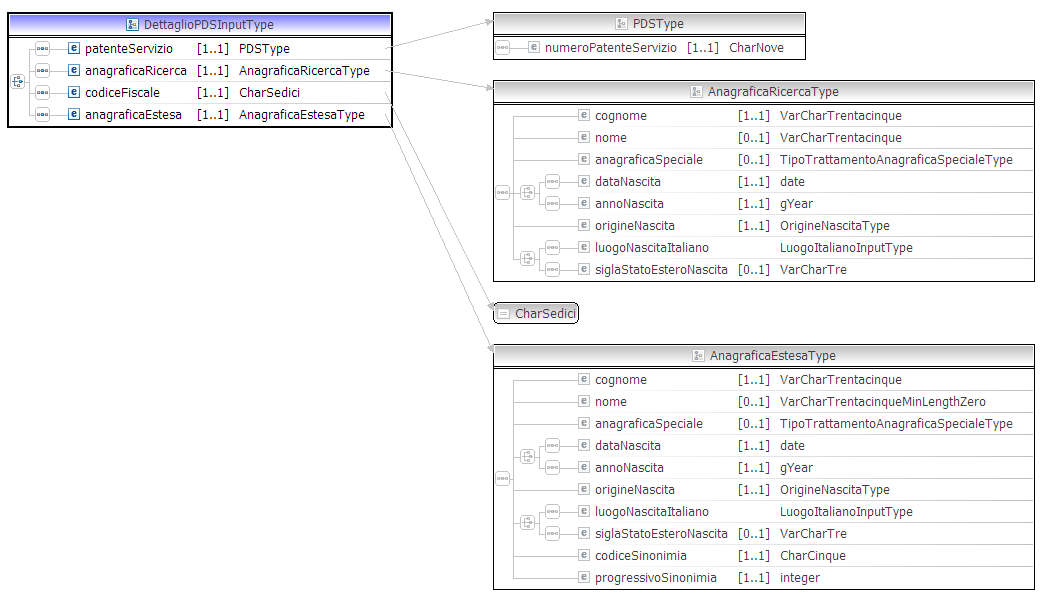 DettaglioPDSInputType
patenteServizio [1..1] PDSType
anagraficaRicerca [1..1] AnagraficaRicercaType
codiceFiscale [1..1] CharSedici
anagraficaEstesa [1..1] AnagraficaEstesaType
PDSType
numeroPatenteServizio [1..1] CharNove
AnagraficaRicercaType
cognome [1..1] VarCharTrentacinque
nome [0..1] VarCharTrentacinque
anagraficaSpeciale [0..1] TipoTrattamentoAnagraficaSpecialeType
dataNascita [1..1] date
annoNascita [1..1] gYear
origineNascita [1..1] OrigineNascitaType
luogoNascitaItaliano LuogoItalianoInputType
siglaStatoEsteroNascita [0..1] VarCharTre
CharSedici
AnagraficaEstesaType
cognome [1..1] VarCharTrentacinque
nome [0..1] VarCharTrentacinqueMinLengthZero
anagraficaSpeciale [0..1] TipoTrattamentoAnagraficaSpecialeType
dataNascita [1..1] date
annoNascita [1..1] gYear
origineNascita [1..1] OrigineNascitaType
luogoNascitaItaliano LuogoItalianoInputType
siglaStatoEsteroNascita [0..1] VarCharTre
codiceSinonimia [1..1] CharCinque
progressivoSinonimia [1..1] integer